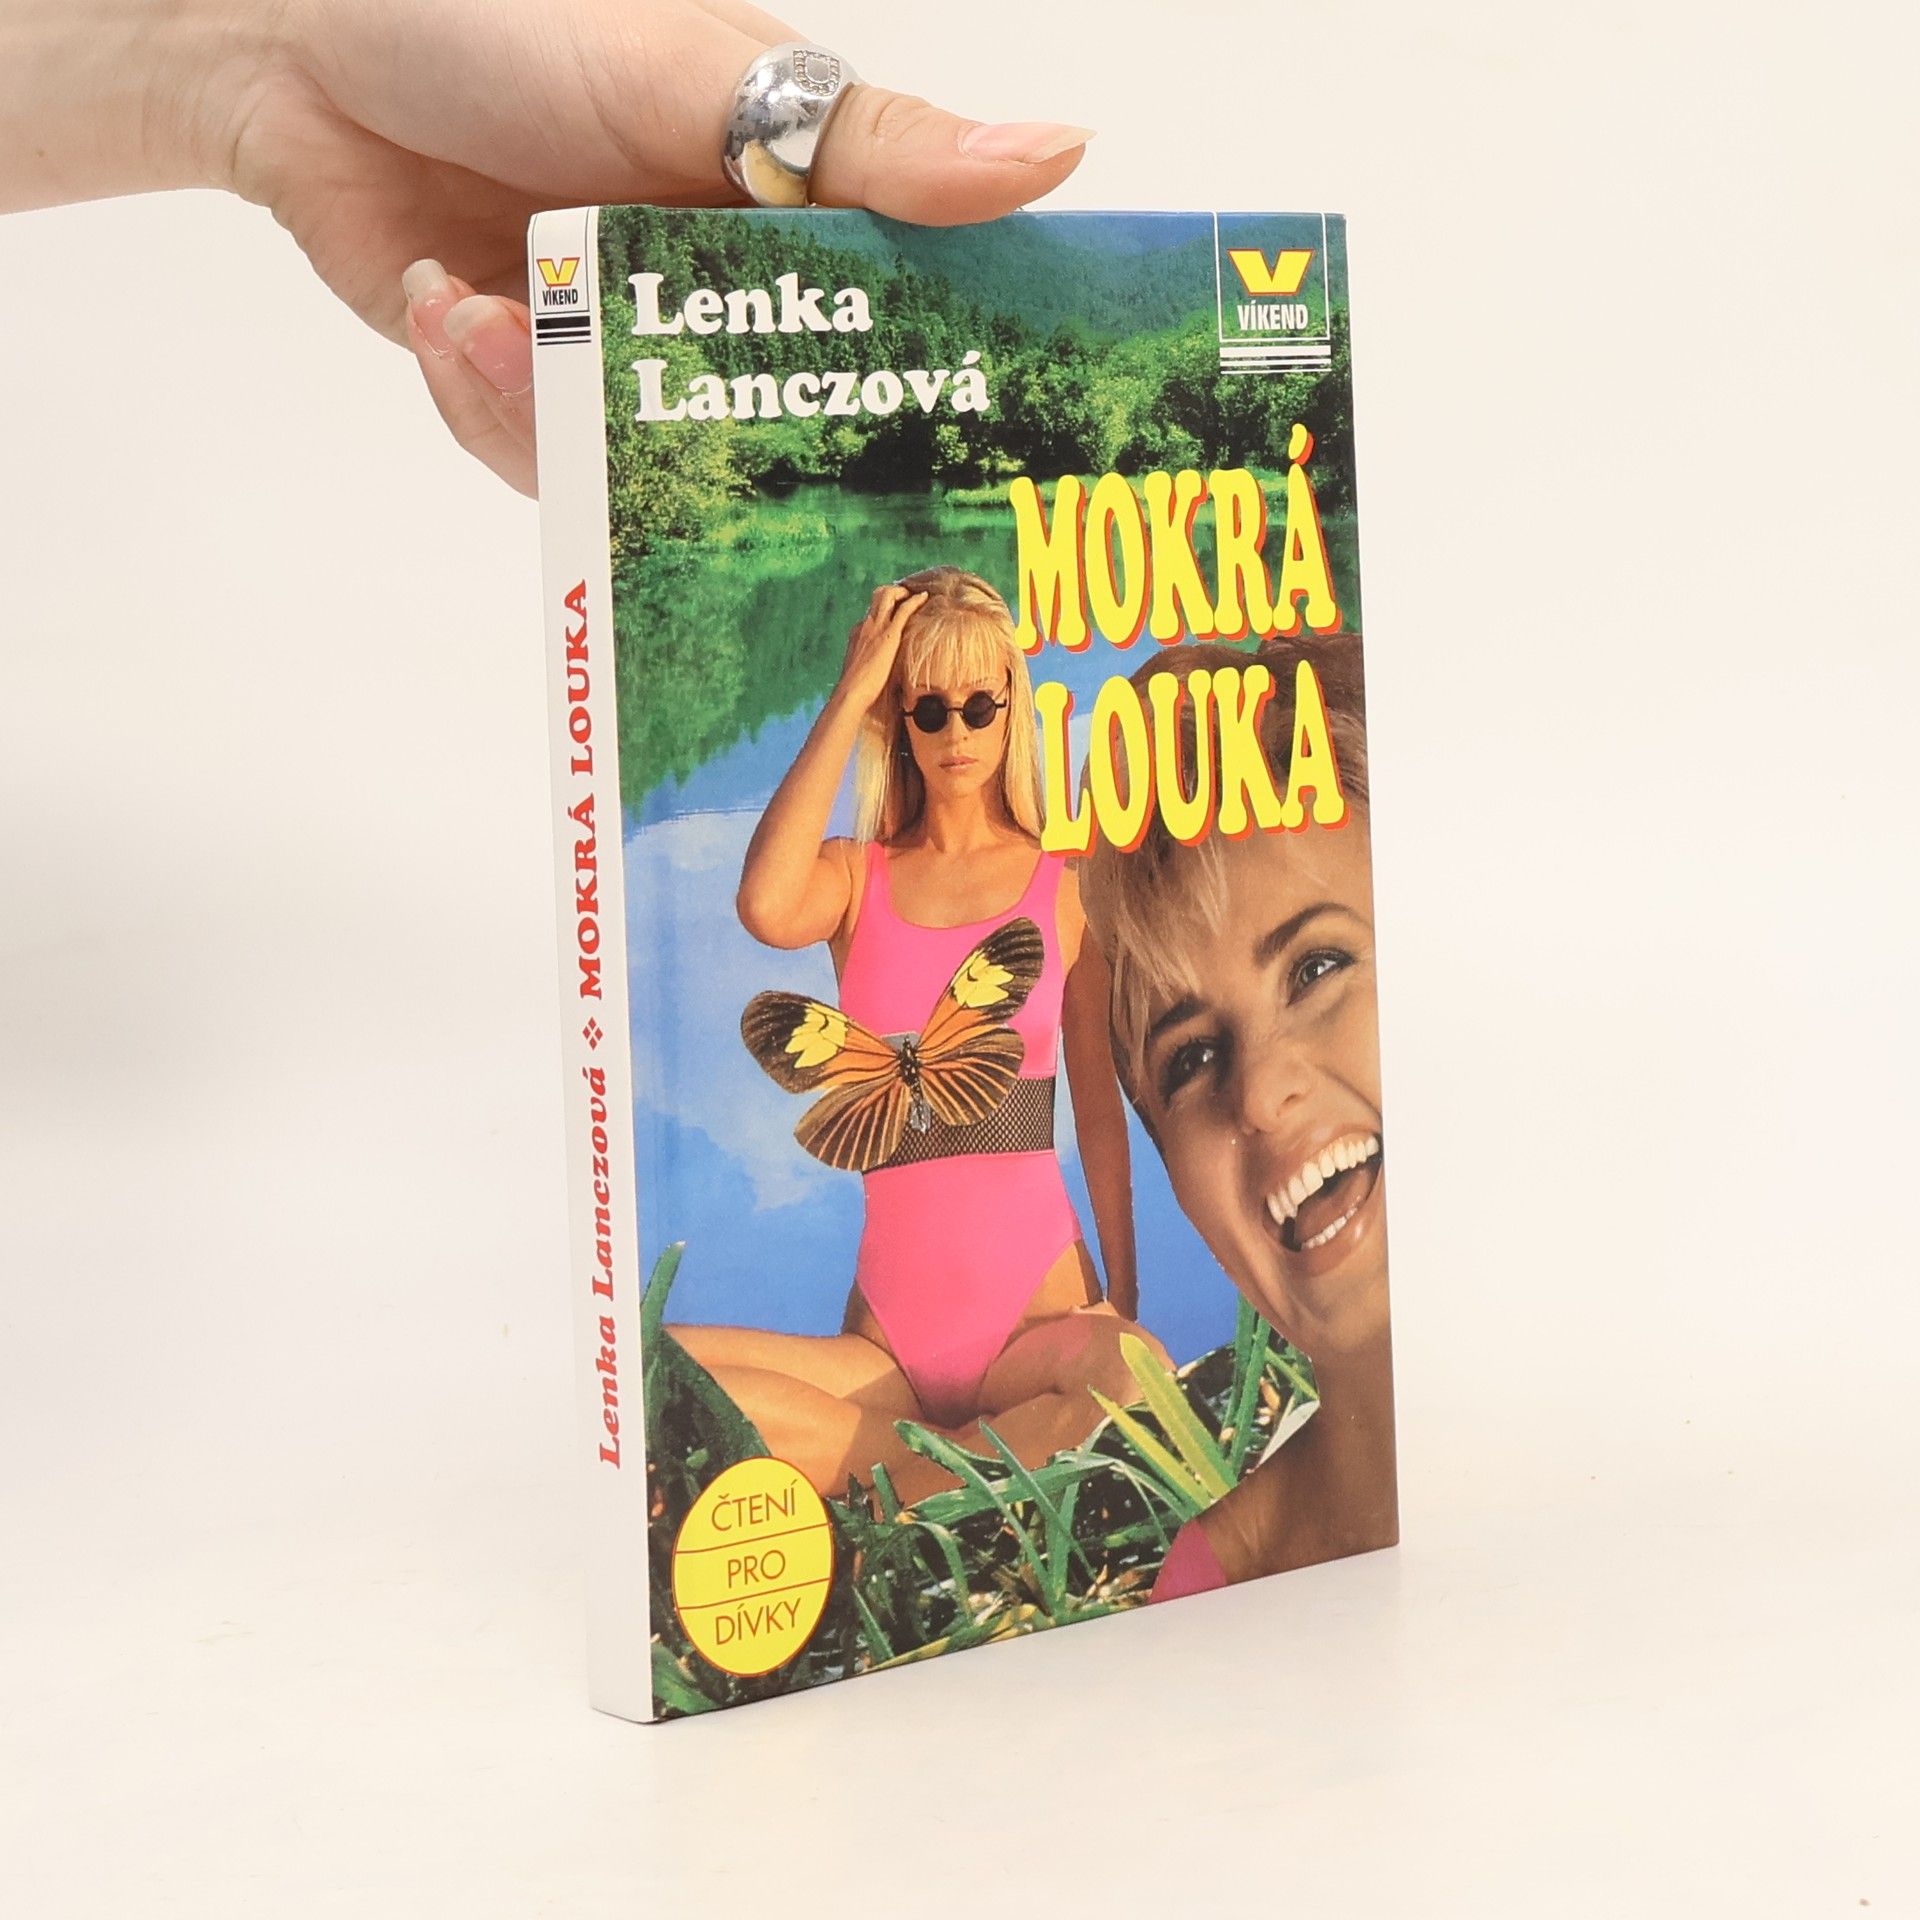 Lenka
Lanczová
VÍKEND
MOKRÁ
LOUKA
ČTENÍ
PRO
DÍVKY
VÍKEND
Lenka Lanczová ❖ MOKRÁ LOUKA